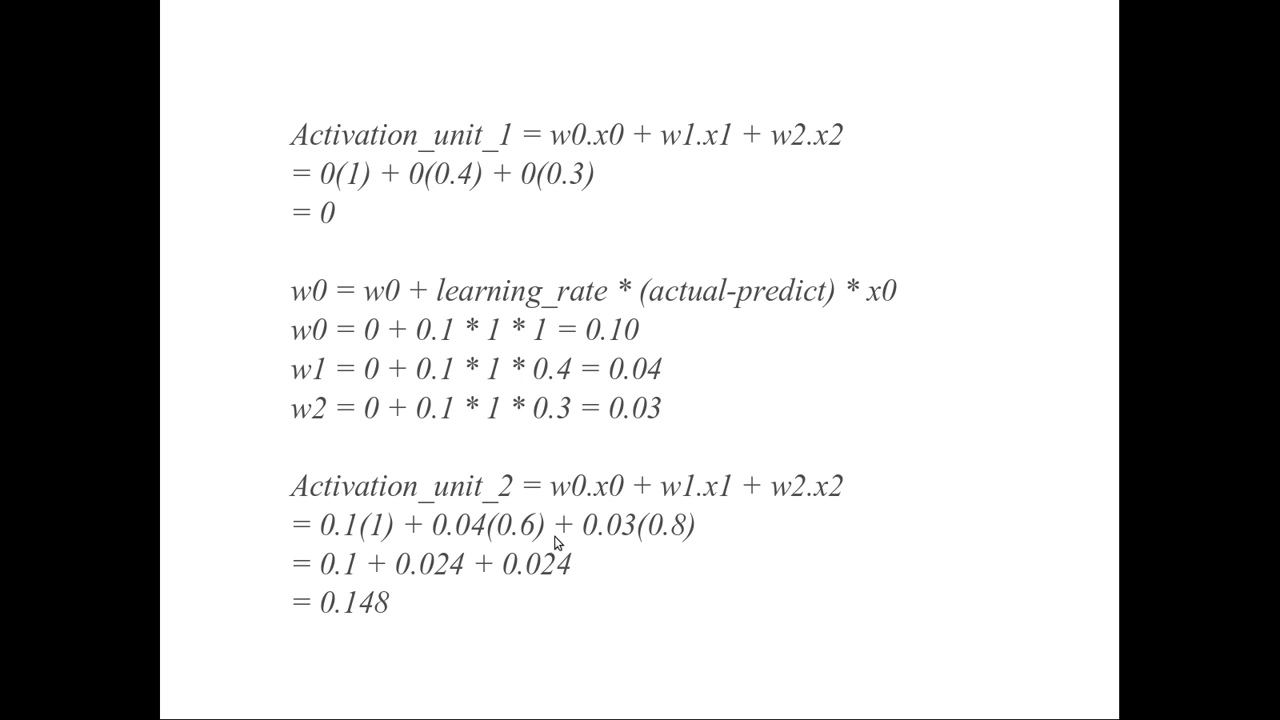 Activation_unit_1 = w0.x0 + w1.x1 + w2.x2
= 0(1) + 0(0.4) + 0(0.3)
= 0
w0 = w0 + learning_rate * (actual-predict) * x0
w0 = 0 + 0.1 * 1 * 1 = 0.10
w1 = 0 + 0.1 * 1 * 0.4 = 0.04
w2 = 0 + 0.1 * 1 * 0.3 = 0.03
Activation_unit_2 = w0.x0 + w1.x1 + w2.x2
= 0.1(1) + 0.04(0.6) + 0.03(0.8)
= 0.1 + 0.024 + 0.024
= 0.148